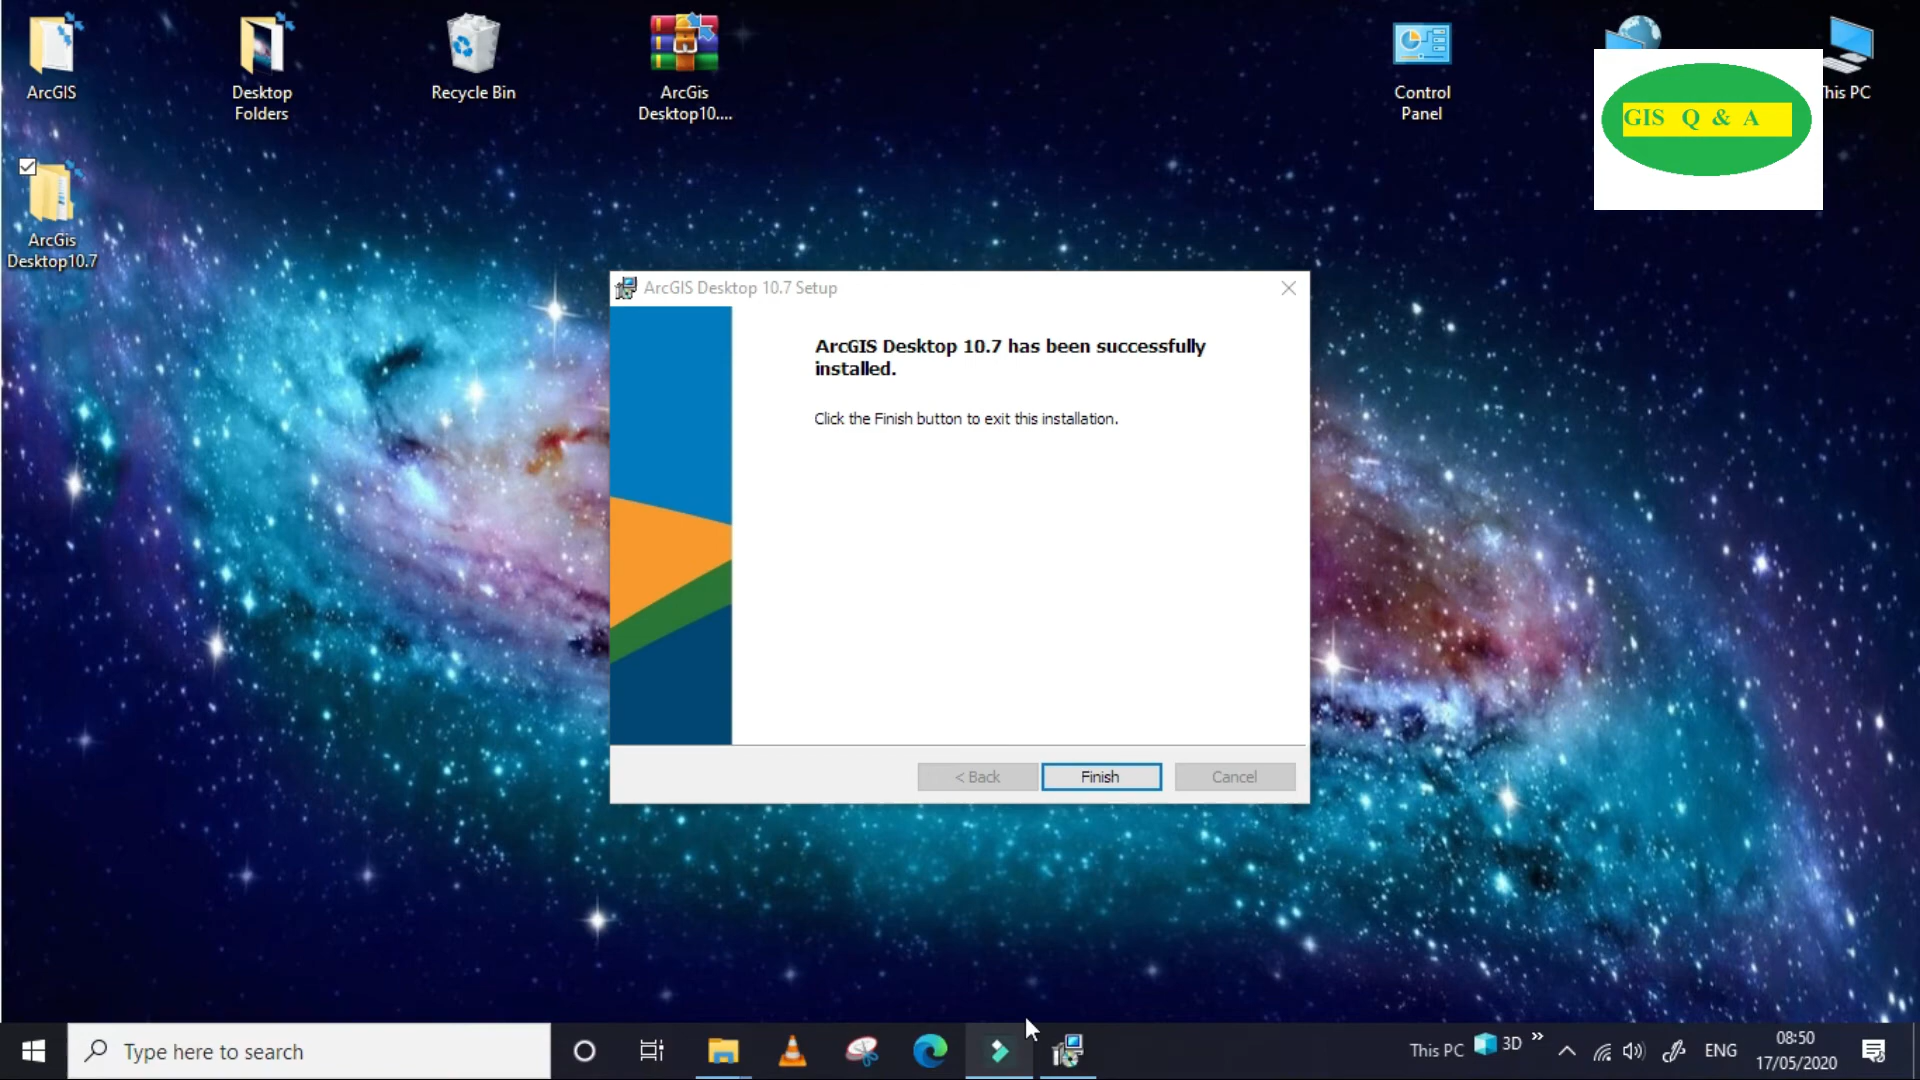 ArcGIS
Desktop
Folders
Recycle Bin
ArcGis
Desktop10....
Control
Panel
his PC
GIS Q & A
ArcGis
Desktop10.7
ArcGIS Desktop 10.7 Setup
ArcGIS Desktop 10.7 has been successfully
installed.
Click the Finish button to exit this installation.
< Back
Finish
Cancel
Type here to search
This PC
3D
ENG
08:50
17/05/2020